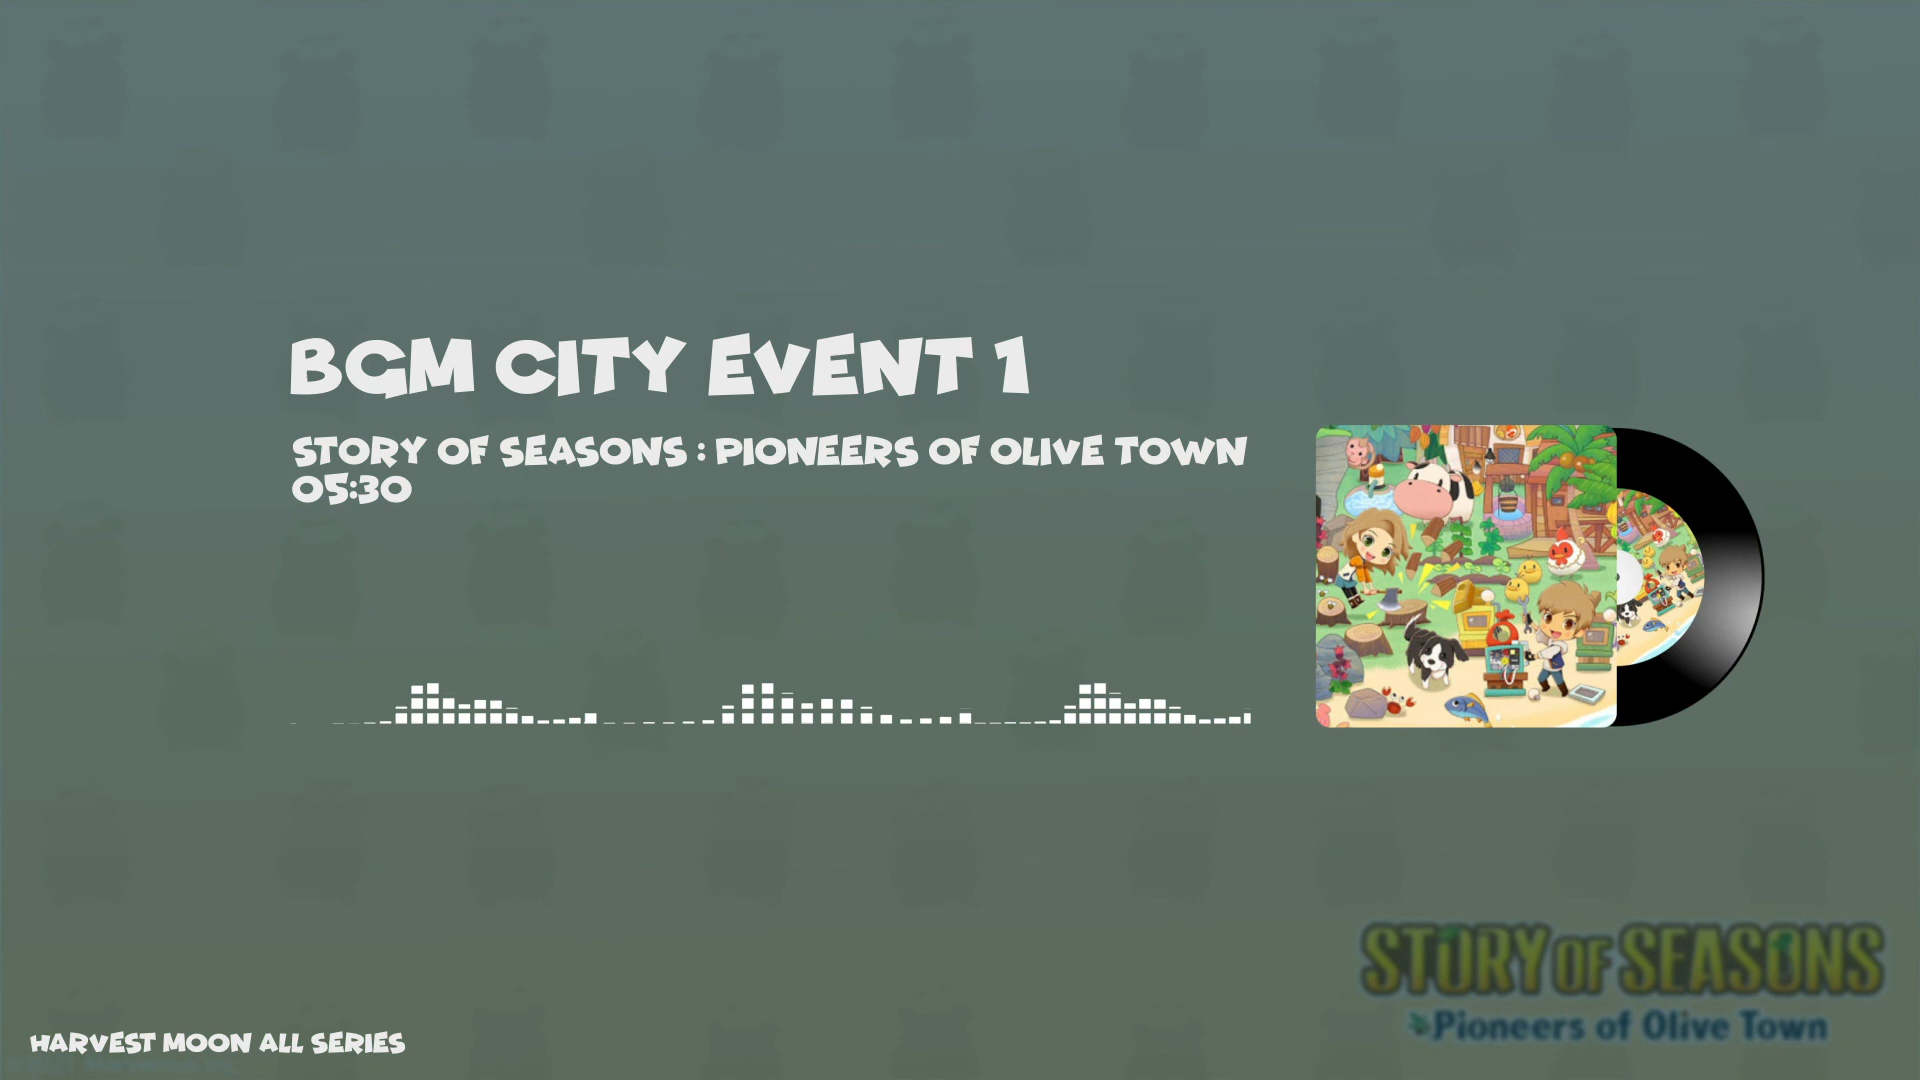 BGM CITY EVENT 1
STORY OF SEASONS : PIONEERS OF OLIVE TOWN
05:30
STORY OF SEASONS
Pioneers of Olive Town
HARVEST MOON ALL SERIES